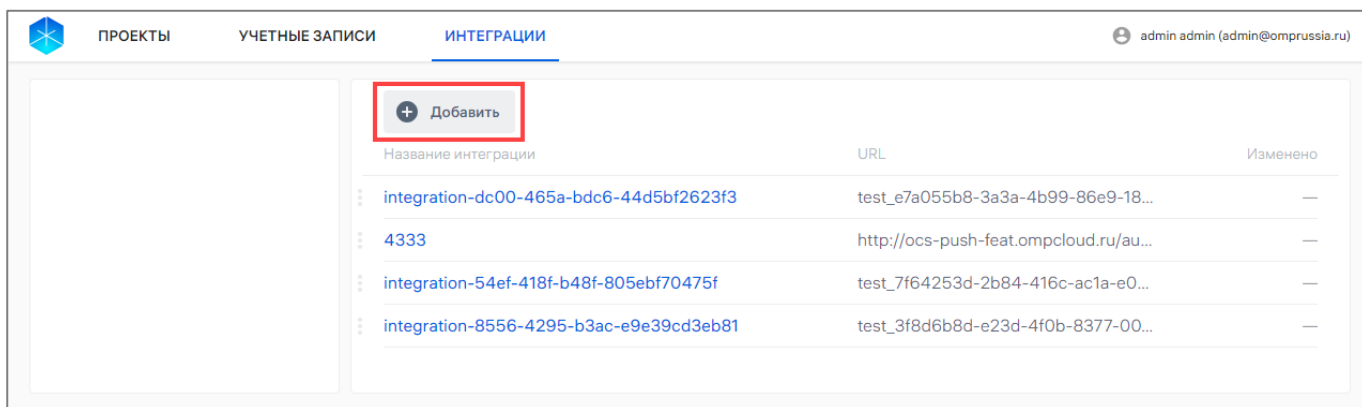 ПРОЕКТЫ УЧЕТНЫЕ ЗАПИСИ ИНТЕГРАЦИИ admin admin (admin@omprussia.ru)
Добавить
Название интеграции URL Изменено
integration-dc00-465a-bdc6-44d5bf2623f3 test_e7a055b8-3a3a-4b99-86e9-18... —
4333 http://ocs-push-feat.ompcloud.ru/au... —
integration-54ef-418f-b48f-805ebf70475f test_7f64253d-2b84-416c-ac1a-e0... —
integration-8556-4295-b3ac-e9e39cd3eb81 test_3f8d6b8d-e23d-4f0b-8377-00... —